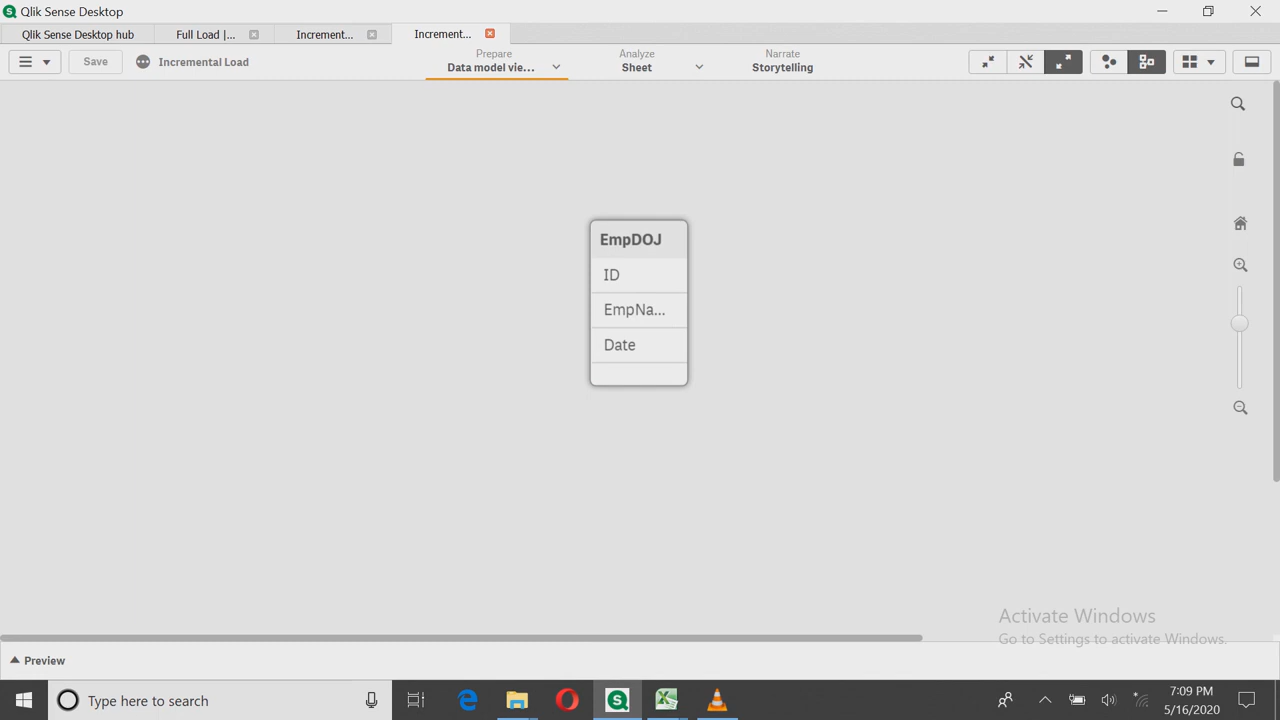 Qlik Sense Desktop
Qlik Sense Desktop hub
Full Load |...
Increment...
Increment...
Save
Incremental Load
Prepare
Data model vie...
Analyze
Sheet
Narrate
Storytelling
EmpDOJ
ID
EmpNa...
Date
Activate Windows
Go to Settings to activate Windows.
Preview
Type here to search
7:09 PM
5/16/2020